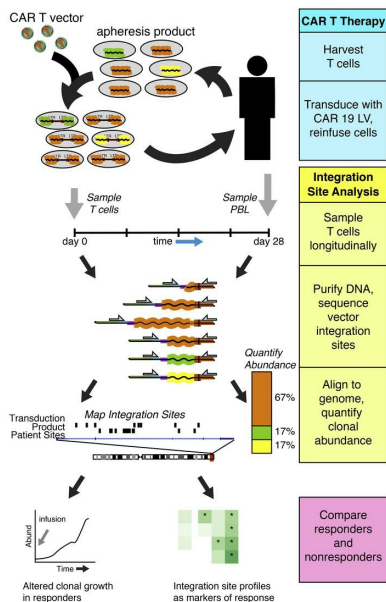 CAR T vector
apheresis product
CAR T Therapy
Harvest
T cells
Transduce with
CAR 19 LV,
reinfuse cells
Sample
T cells
Sample
PBL
Integration
Site Analysis
Sample
T cells
longitudinally
day 0
time
day 28
Purify DNA,
sequence
vector
integration
sites
Quantify
Abundance
67%
17%
17%
Align to
genome,
quantify
clonal
abundance
Map Integration Sites
Transduction
Product
Patient Sites
Compare
responders
and
nonresponders
Abund
infusion
Time
Altered clonal growth
in responders
* *
*
* *
*
Integration site profiles
as markers of response